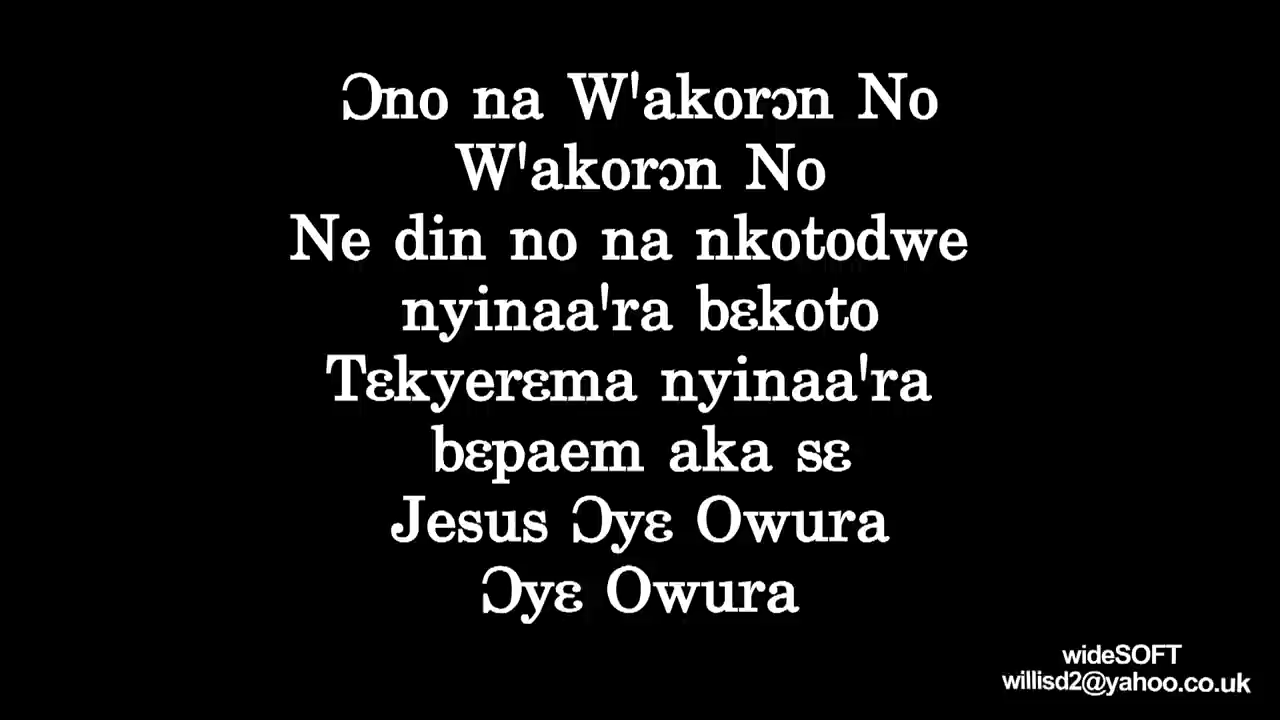 Ɔno na W'akorɔn No
W'akorɔn No
Ne din no na nkotodwe
nyinaa'ra bɛkoto
Tɛkyerɛma nyinaa'ra
bɛpaem aka sɛ
Jesus Ɔyɛ Owura
Ɔyɛ Owura
wideSOFT
willisd2@yahoo.co.uk